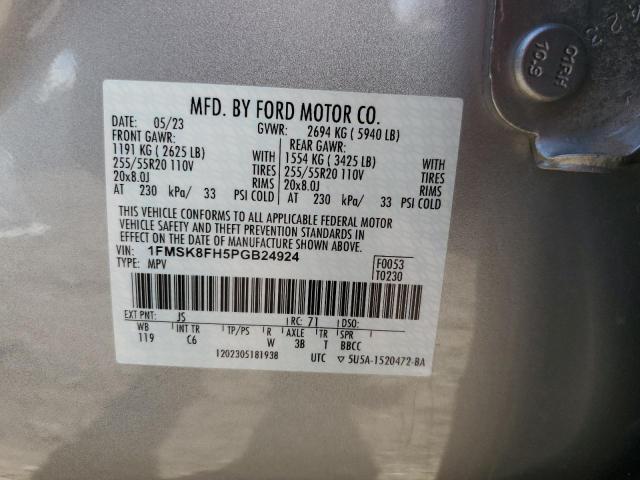 423
C1RH
10.9
MFD. BY FORD MOTOR CO.
DATE: 05/23 GVWR: 2694 KG ( 5940 LB)
FRONT GAWR: REAR GAWR:
1191 KG ( 2625 LB) WITH 1554 KG ( 3425 LB) WITH
255/55R20 110V TIRES 255/55R20 110V TIRES
20x8.0J RIMS 20x8.0J RIMS
AT 230 kPa/ 33 PSI COLD AT 230 kPa/ 33 PSI COLD
THIS VEHICLE CONFORMS TO ALL APPLICABLE FEDERAL MOTOR
VEHICLE SAFETY AND THEFT PREVENTION STANDARDS IN
EFFECT ON THE DATE OF MANUFACTURE SHOWN ABOVE.
VIN: 1FMSK8FH5PGB24924
TYPE: MPV
F0053
T0230
EXT PNT: JS RC: 71 DSO:
WB INT TR TP/PS R AXLE TR SPR
119 C6 W 3B T BBCC
1202305181938 UTC ▽ 5U5A-1520472-BA